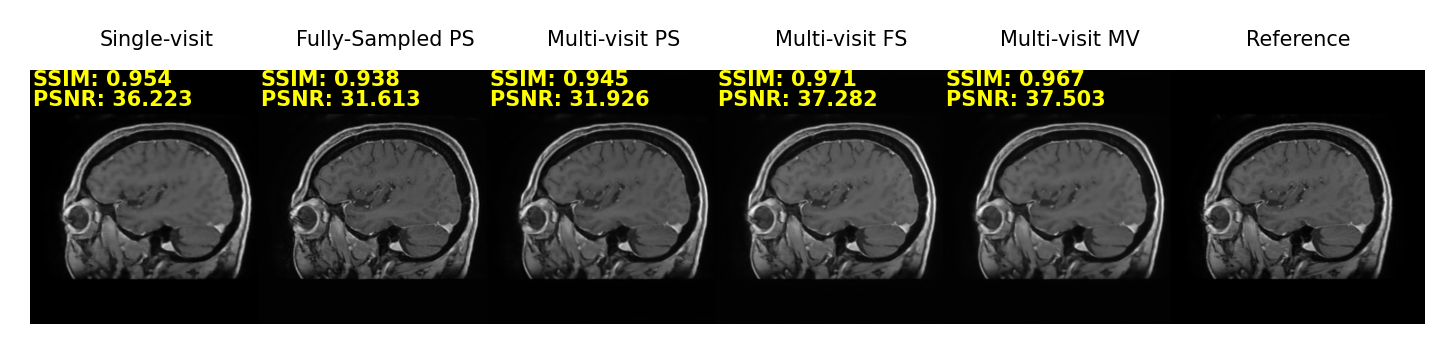 Single-visit Fully-Sampled PS Multi-visit PS Multi-visit FS Multi-visit MV Reference
SSIM: 0.954 SSIM: 0.938 SSIM: 0.945 SSIM: 0.971 SSIM: 0.967
PSNR: 36.223 PSNR: 31.613 PSNR: 31.926 PSNR: 37.282 PSNR: 37.503